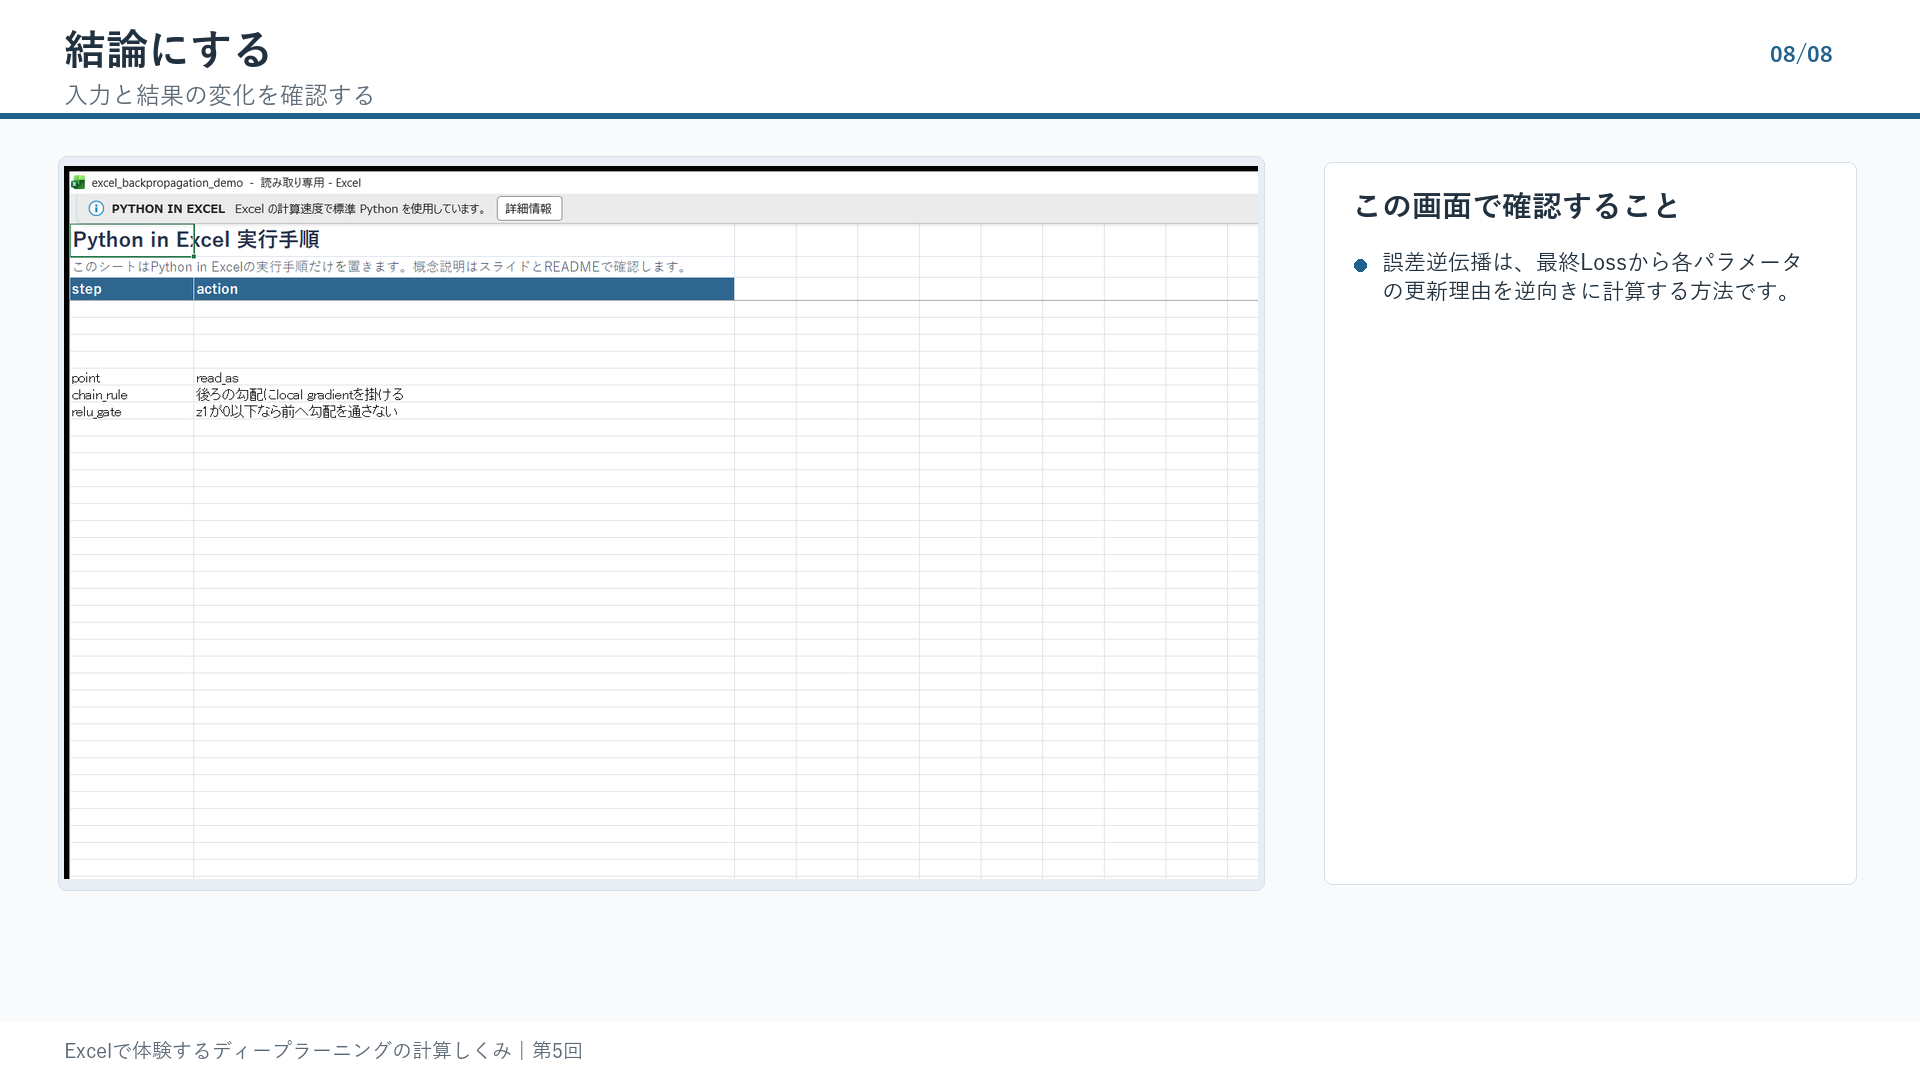 結論にする
入力と結果の変化を確認する
08/08
excel_backpropagation_demo - 読み取り専用 - Excel
PYTHON IN EXCEL Excel の計算速度で標準 Python を使用しています。 詳細情報
Python in Excel 実行手順
このシートはPython in Excelの実行手順だけを置きます。概念説明はスライドとREADMEで確認します。
step action
point read_as
chain_rule 後ろの勾配にlocal gradientを掛ける
relu_gate z1が0以下なら前へ勾配を通さない
この画面で確認すること
誤差逆伝播は、最終Lossから各パラメータ
の更新理由を逆向きに計算する方法です。
Excelで体験するディープラーニングの計算しくみ｜第5回